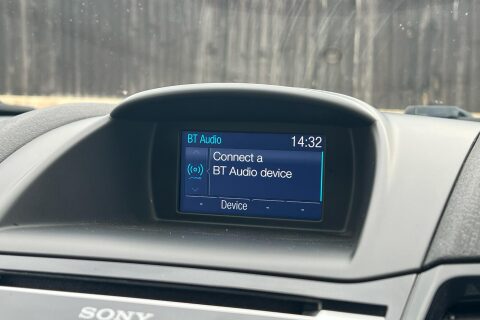 BT Audio 14:32
Connect a
BT Audio device
- Device - -
SONY